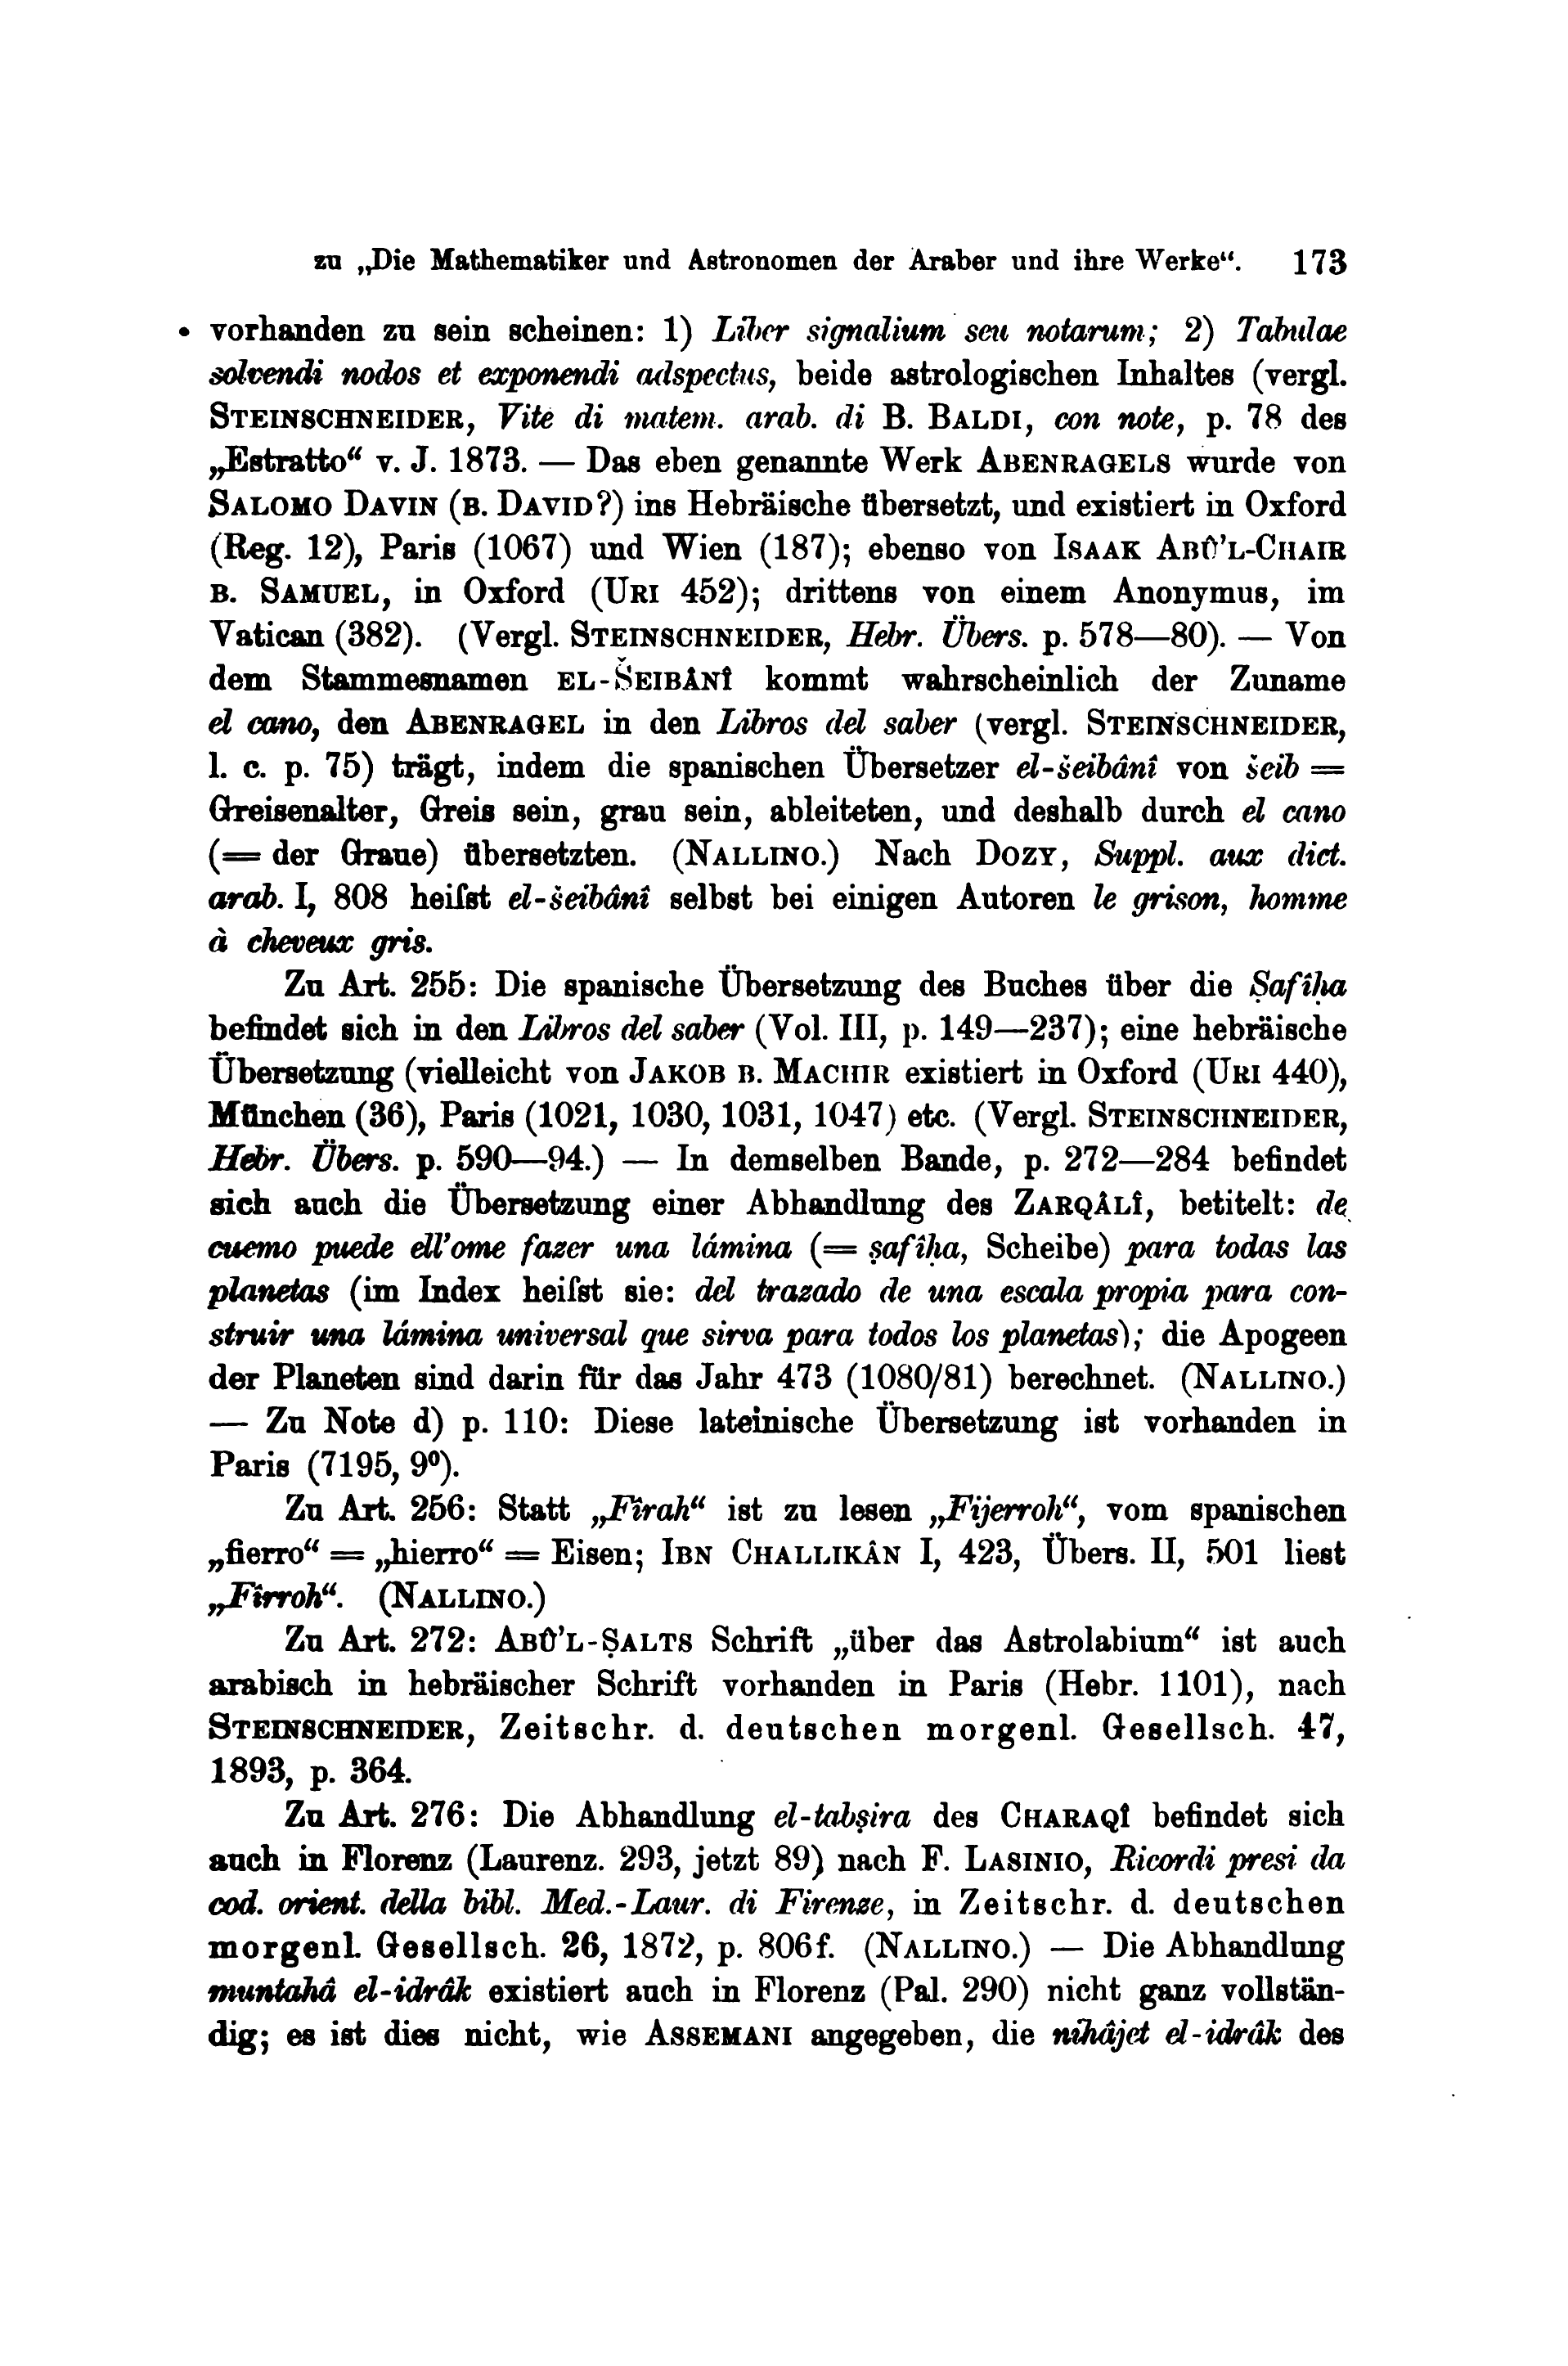 zu „Die Mathematiker und Astronomen der Araber und ihre Werke“. 173
vorhanden zu sein scheinen: 1) Liber signalium seu notarum; 2) Tabulae
solvendi nodos et exponendi adspectus, beide astrologischen Inhaltes (vergl.
STEINSCHNEIDER, Vite di matem. arab. di B. BALDI, con note, p. 78 des
„Estratto“ v. J. 1873. — Das eben genannte Werk ABENRAGELS wurde von
SALOMO DAVIN (B. DAVID?) ins Hebräische übersetzt, und existiert in Oxford
(Reg. 12), Paris (1067) und Wien (187); ebenso von ISAAK ABÛ’L-CHAIR
B. SAMUEL, in Oxford (URI 452); drittens von einem Anonymus, im
Vatican (382). (Vergl. STEINSCHNEIDER, Hebr. Übers. p. 578—80). — Von
dem Stammesnamen EL-ŠEIBÂNÎ kommt wahrscheinlich der Zuname
el cano, den ABENRAGEL in den Libros del saber (vergl. STEINSCHNEIDER,
l. c. p. 75) trägt, indem die spanischen Übersetzer el-šeibânî von šeib =
Greisenalter, Greis sein, grau sein, ableiteten, und deshalb durch el cano
(= der Graue) übersetzten. (NALLINO.) Nach DOZY, Suppl. aux dict.
arab. I, 808 heifst el-šeibânî selbst bei einigen Autoren le grison, homme
à cheveux gris.
Zu Art. 255: Die spanische Übersetzung des Buches über die Ṣafîḥa
befindet sich in den Libros del saber (Vol. III, p. 149—237); eine hebräische
Übersetzung (vielleicht von JAKOB B. MACHIR existiert in Oxford (URI 440),
München (36), Paris (1021, 1030, 1031, 1047) etc. (Vergl. STEINSCHNEIDER,
Hebr. Übers. p. 590—94.) — In demselben Bande, p. 272—284 befindet
sich auch die Übersetzung einer Abhandlung des ZARQÂLÎ, betitelt: de
cuemo puede ell’ome fazer una lámina (= ṣafîḥa, Scheibe) para todas las
planetas (im Index heifst sie: del trazado de una escala propia para con-
struir una lámina universal que sirva para todos los planetas); die Apogeen
der Planeten sind darin für das Jahr 473 (1080/81) berechnet. (NALLINO.)
— Zu Note d) p. 110: Diese lateinische Übersetzung ist vorhanden in
Paris (7195, 9⁰).
Zu Art. 256: Statt „Fîrah“ ist zu lesen „Fijerroh“, vom spanischen
„fierro“ = „hierro“ = Eisen; IBN CHALLIKÂN I, 423, Übers. II, 501 liest
„Fîrroh“. (NALLINO.)
Zu Art. 272: ABÛ’L-ṢALTS Schrift „über das Astrolabium“ ist auch
arabisch in hebräischer Schrift vorhanden in Paris (Hebr. 1101), nach
STEINSCHNEIDER, Zeitschr. d. deutschen morgenl. Gesellsch. 47,
1893, p. 364.
Zu Art. 276: Die Abhandlung el-tabṣira des CHARAQÎ befindet sich
auch in Florenz (Laurenz. 293, jetzt 89) nach F. LASINIO, Ricordi presi da
cod. orient. della bibl. Med.-Laur. di Firenze, in Zeitschr. d. deutschen
morgenl. Gesellsch. 26, 1872, p. 806f. (NALLINO.) — Die Abhandlung
muntahâ el-idrâk existiert auch in Florenz (Pal. 290) nicht ganz vollstän-
dig; es ist dies nicht, wie ASSEMANI angegeben, die nihâjet el-idrâk des